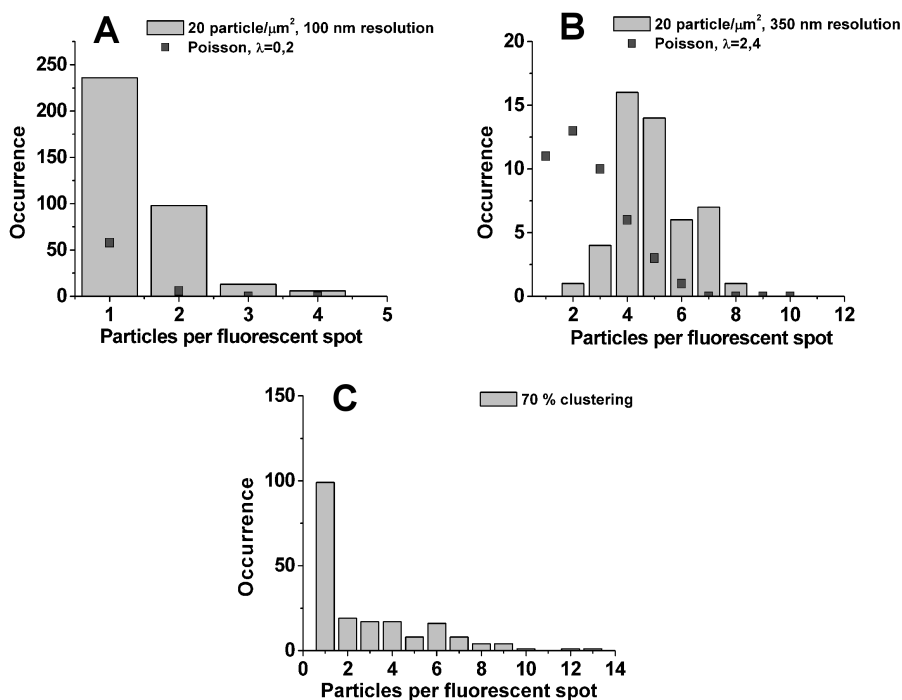 A
20 particle/μm², 100 nm resolution
Poisson, λ=0,2
250
200
150
100
50
0
1 2 3 4 5
Occurrence
Particles per fluorescent spot
B
20 particle/μm², 350 nm resolution
Poisson, λ=2,4
20
15
10
5
0
2 4 6 8 10 12
Occurrence
Particles per fluorescent spot
C
70 % clustering
150
100
50
0
0 2 4 6 8 10 12 14
Occurrence
Particles per fluorescent spot